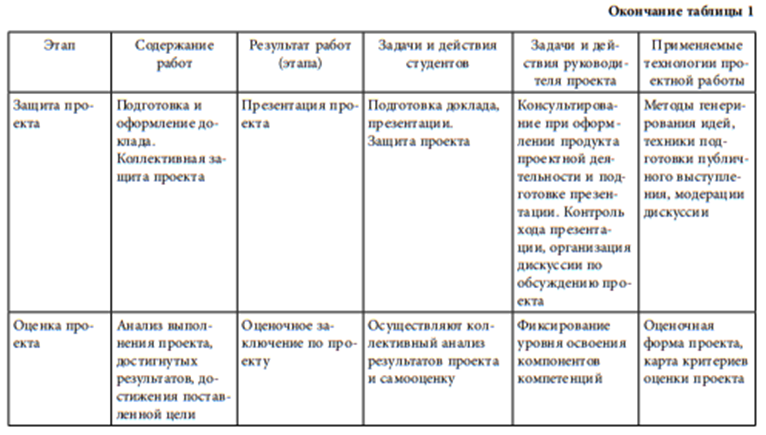 Окончание таблицы 1
Этап
Содержание
работ
Результат работ
(этапа)
Задачи и действия
студентов
Задачи и дей-
ствия руководи-
теля проекта
Применяемые
технологии про-
ектной работы
Защита про-
екта
Подготовка и
оформление до-
клада.
Коллективная за-
щита проекта
Презентация про-
екта
Подготовка доклада,
презентации.
Защита проекта
Консультирова-
ние при оформ-
лении продукта
проектной дея-
тельности и под-
готовке презен-
тации. Контроль
хода презента-
ции, организация
дискуссии по
обсуждению про-
екта
Методы генери-
рования идей,
техники под-
готовки публич-
ного выступле-
ния, модерации
дискуссии
Оценка про-
екта
Анализ выпол-
нения проекта,
достигнутых
результатов, до-
стижения постав-
ленной цели
Оценочное за-
ключение по про-
екту
Осуществляют кол-
лективный анализ
результатов проекта
и самооценку
Фиксирование
уровня освоения
компонентов
компетенций
Оценочная
форма проекта,
карта критериев
оценки проекта